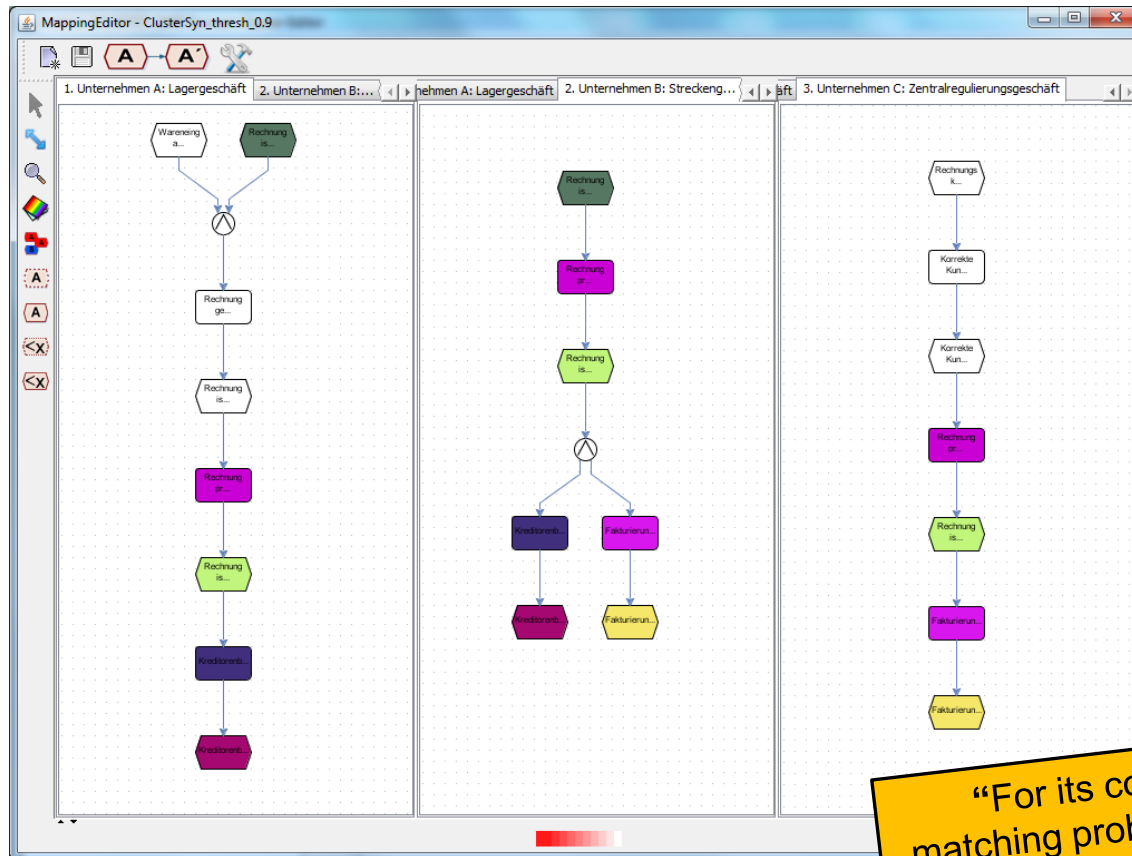 MappingEditor - ClusterSyn_thresh_0.9
A A´
1. Unternehmen A: Lagergeschäft
2. Unternehmen B:...
nehmen A: Lagergeschäft
2. Unternehmen B: Streckeng...
äft
3. Unternehmen C: Zentralregulierungsgeschäft
A
A
<x
<x
Wareneing
a...
Rechnung
is...
Rechnung
ge...
Rechnung
is...
Rechnung
pr...
Rechnung
is...
Kreditorenb...
Kreditorenb...
Rechnung
is...
Rechnung
pr...
Rechnung
is...
Kreditorenb...
Fakturierun...
Kreditorenb...
Fakturierun...
Rechnungs
k...
Korrekte
Kun...
Korrekte
Kun...
Rechnung
pr...
Rechnung
is...
Fakturierun...
Fakturierun...
“For its co
matching prob